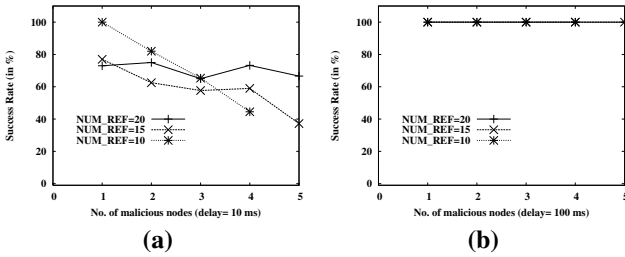 100
80
60
40
20
0
Success Rate (in %)
NUM_REF=20
NUM_REF=15
NUM_REF=10
0 1 2 3 4 5
No. of malicious nodes (delay= 10 ms)
(a)
100
80
60
40
20
0
Success Rate (in %)
NUM_REF=20
NUM_REF=15
NUM_REF=10
0 1 2 3 4 5
No. of malicious nodes (delay= 100 ms)
(b)